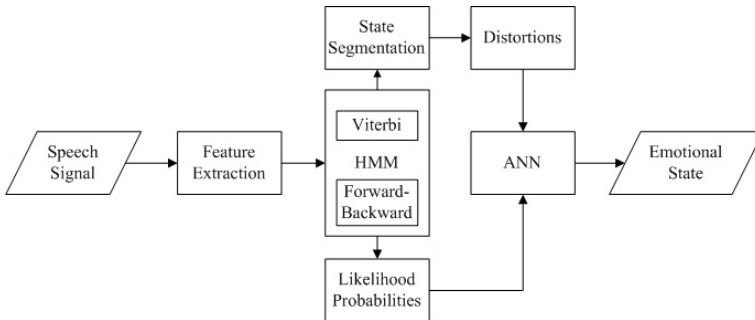 State
Segmentation
Distortions
Viterbi
Speech
Signal
Feature
Extraction
HMM
ANN
Emotional
State
Forward-
Backward
Likelihood
Probabilities